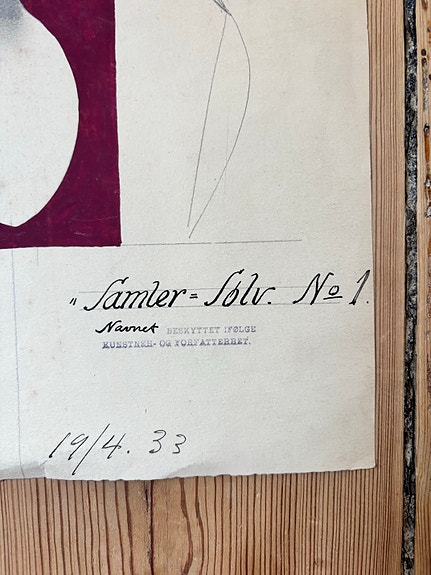 " Samler = Sølv. No 1.
Navnet BESKYTTET IFØLGE
KUNSTNER- OG FORFATTERRET.
19/4. 33